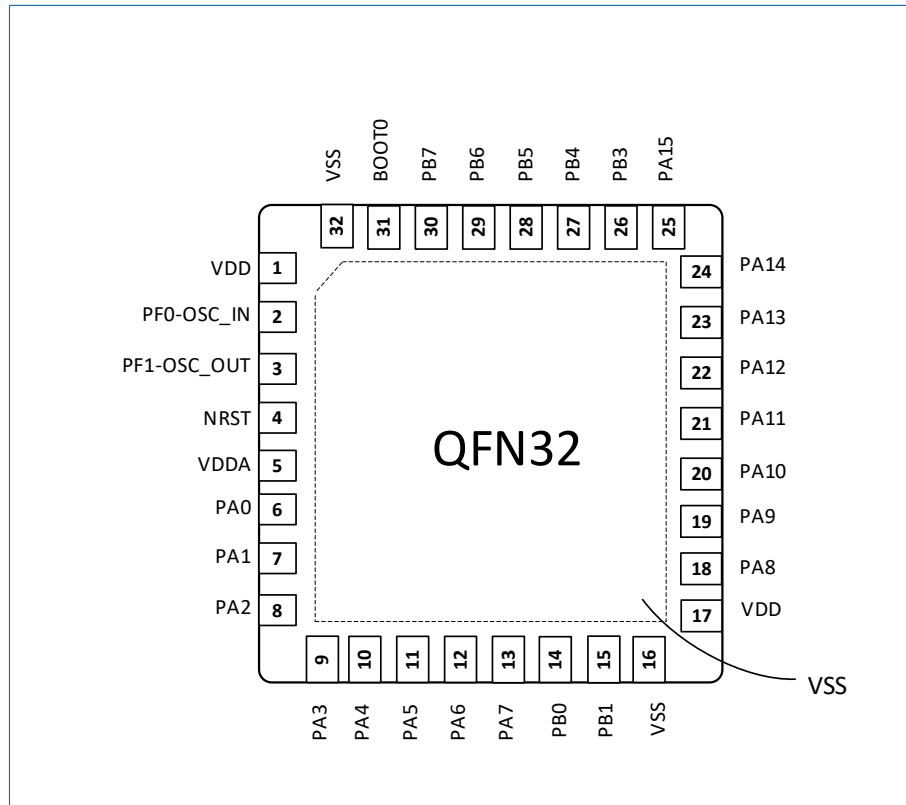 VSS
BOOT0
PB7
PB6
PB5
PB4
PB3
PA15
32
31
30
29
28
27
26
25
VDD 1
PF0-OSC_IN 2
PF1-OSC_OUT 3
NRST 4
VDDA 5
PA0 6
PA1 7
PA2 8
QFN32
24 PA14
23 PA13
22 PA12
21 PA11
20 PA10
19 PA9
18 PA8
17 VDD
9
10
11
12
13
14
15
16
PA3
PA4
PA5
PA6
PA7
PB0
PB1
VSS
VSS